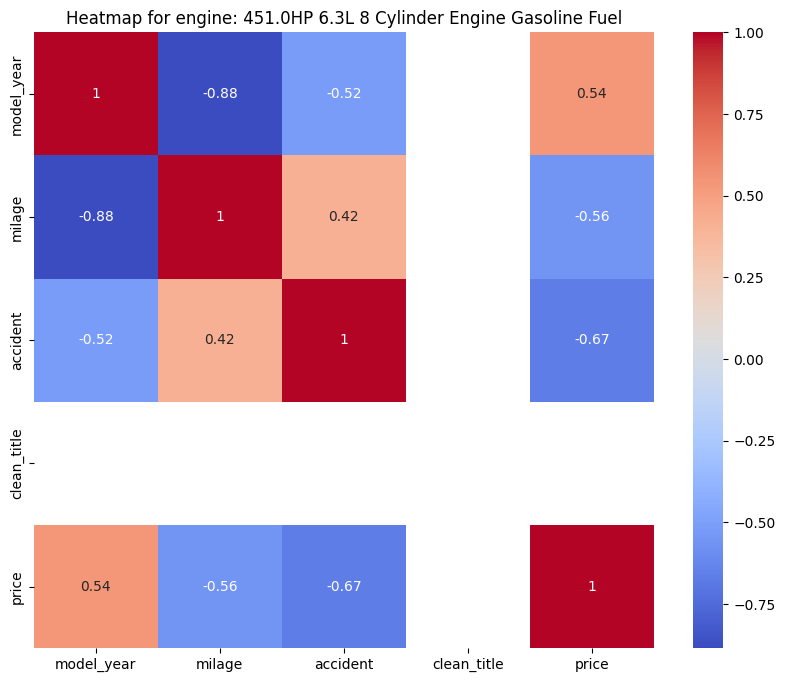 Heatmap for engine: 451.0HP 6.3L 8 Cylinder Engine Gasoline Fuel
model_year
1
-0.88
-0.52
0.54
milage
-0.88
1
0.42
-0.56
accident
-0.52
0.42
1
-0.67
clean_title
price
0.54
-0.56
-0.67
1
model_year
milage
accident
clean_title
price
1.00
0.75
0.50
0.25
0.00
−0.25
−0.50
−0.75